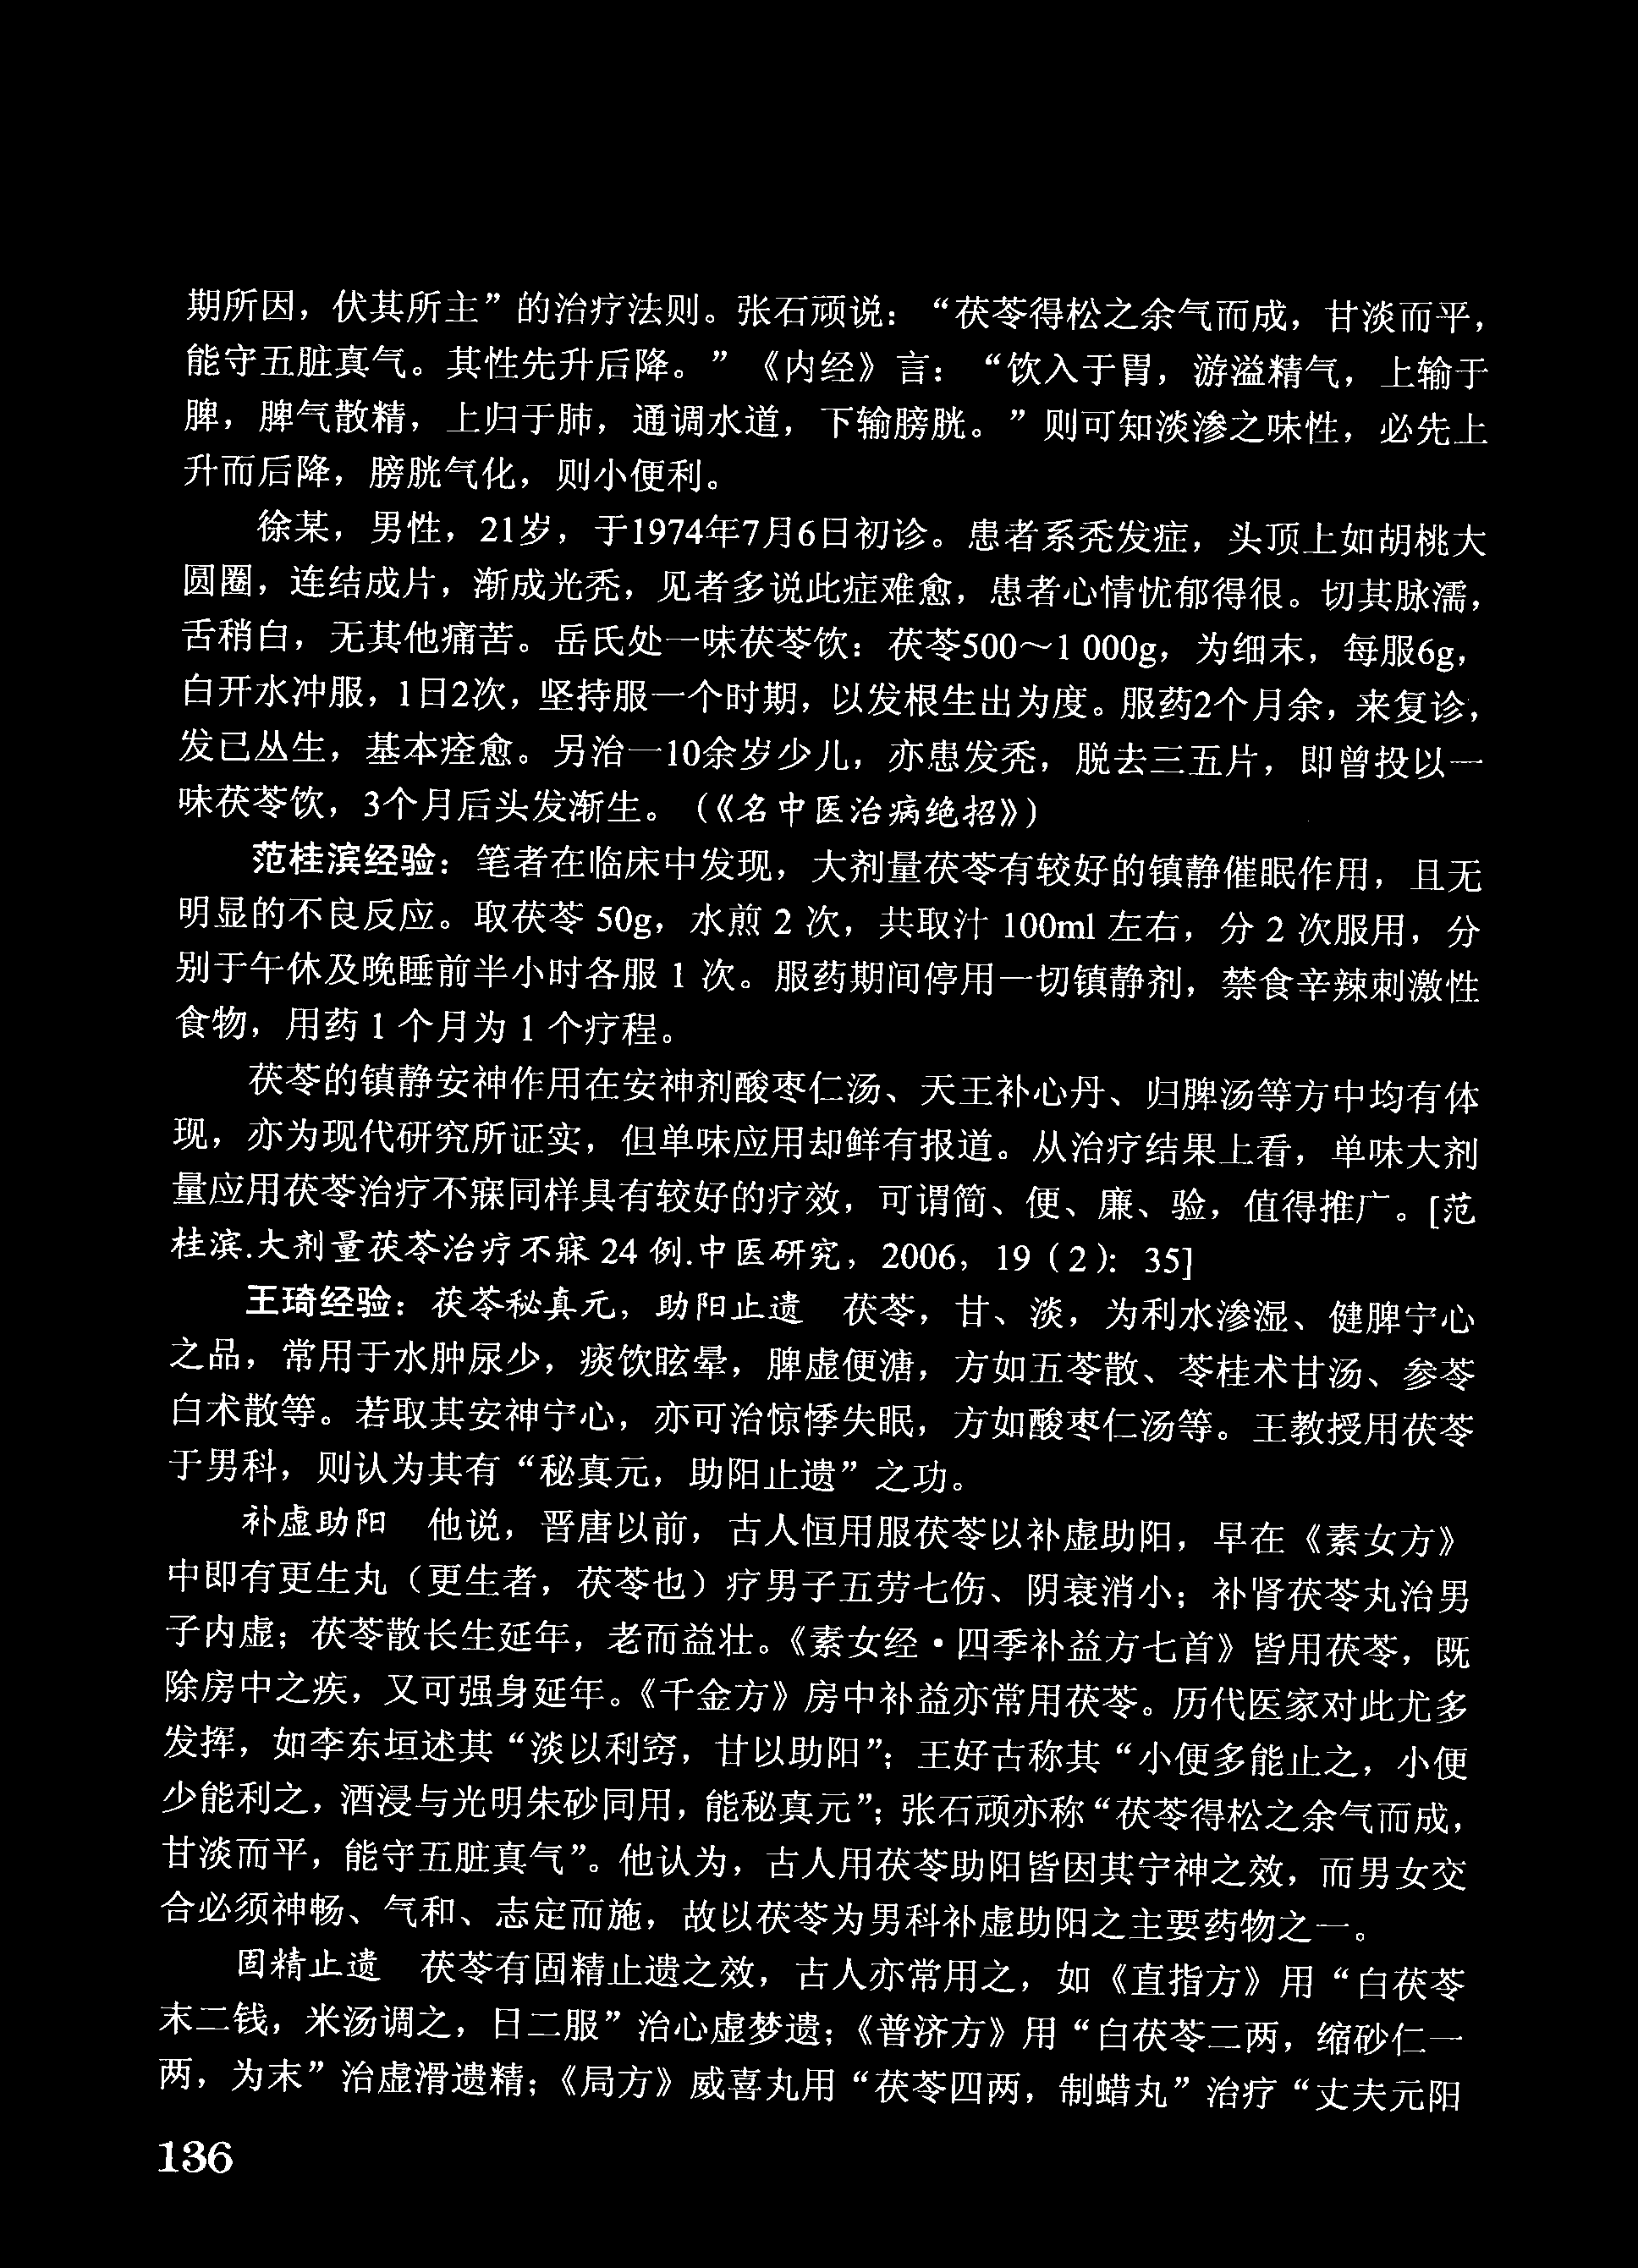 期所因，伏其所主”的治疗法则。张石顽说：“茯苓得松之余气而成，甘淡而平，
能守五脏真气。其性先升后降。”《内经》言：“饮入于胃，游溢精气，上输于
脾，脾气散精，上归于肺，通调水道，下输膀胱。”则可知淡渗之味性，必先上
升而后降，膀胱气化，则小便利。
徐某，男性，21岁，于1974年7月6日初诊。患者系秃发症，头顶上如胡桃大
圆圈，连结成片，渐成光秃，见者多说此症难愈，患者心情忧郁得很。切其脉濡，
舌稍白，无其他痛苦。岳氏处一味茯苓饮：茯苓500～1 000g，为细末，每服6g，
白开水冲服，1日2次，坚持服一个时期，以发根生出为度。服药2个月余，来复诊，
发已丛生，基本痊愈。另治一10余岁少儿，亦患发秃，脱去三五片，即曾投以一
味茯苓饮，3个月后头发渐生。（《名中医治病绝招》）
范桂滨经验：笔者在临床中发现，大剂量茯苓有较好的镇静催眠作用，且无
明显的不良反应。取茯苓 50g，水煎 2 次，共取汁 100ml 左右，分 2 次服用，分
别于午休及晚睡前半小时各服 1 次。服药期间停用一切镇静剂，禁食辛辣刺激性
食物，用药 1 个月为 1 个疗程。
茯苓的镇静安神作用在安神剂酸枣仁汤、天王补心丹、归脾汤等方中均有体
现，亦为现代研究所证实，但单味应用却鲜有报道。从治疗结果上看，单味大剂
量应用茯苓治疗不寐同样具有较好的疗效，可谓简、便、廉、验，值得推广。[范
桂滨.大剂量茯苓治疗不寐 24 例.中医研究，2006，19（2）：35]
王琦经验：茯苓秘真元，助阳止遗　茯苓，甘、淡，为利水渗湿、健脾宁心
之品，常用于水肿尿少，痰饮眩晕，脾虚便溏，方如五苓散、苓桂术甘汤、参苓
白术散等。若取其安神宁心，亦可治惊悸失眠，方如酸枣仁汤等。王教授用茯苓
于男科，则认为其有“秘真元，助阳止遗”之功。
补虚助阳　他说，晋唐以前，古人恒用服茯苓以补虚助阳，早在《素女方》
中即有更生丸（更生者，茯苓也）疗男子五劳七伤、阴衰消小；补肾茯苓丸治男
子内虚；茯苓散长生延年，老而益壮。《素女经·四季补益方七首》皆用茯苓，既
除房中之疾，又可强身延年。《千金方》房中补益亦常用茯苓。历代医家对此尤多
发挥，如李东垣述其“淡以利窍，甘以助阳”；王好古称其“小便多能止之，小便
少能利之，酒浸与光明朱砂同用，能秘真元”；张石顽亦称“茯苓得松之余气而成，
甘淡而平，能守五脏真气”。他认为，古人用茯苓助阳皆因其宁神之效，而男女交
合必须神畅、气和、志定而施，故以茯苓为男科补虚助阳之主要药物之一。
固精止遗　茯苓有固精止遗之效，古人亦常用之，如《直指方》用“白茯苓
末二钱，米汤调之，日二服”治心虚梦遗；《普济方》用“白茯苓二两，缩砂仁一
两，为末”治虚滑遗精；《局方》威喜丸用“茯苓四两，制蜡丸”治疗“丈夫元阳
136